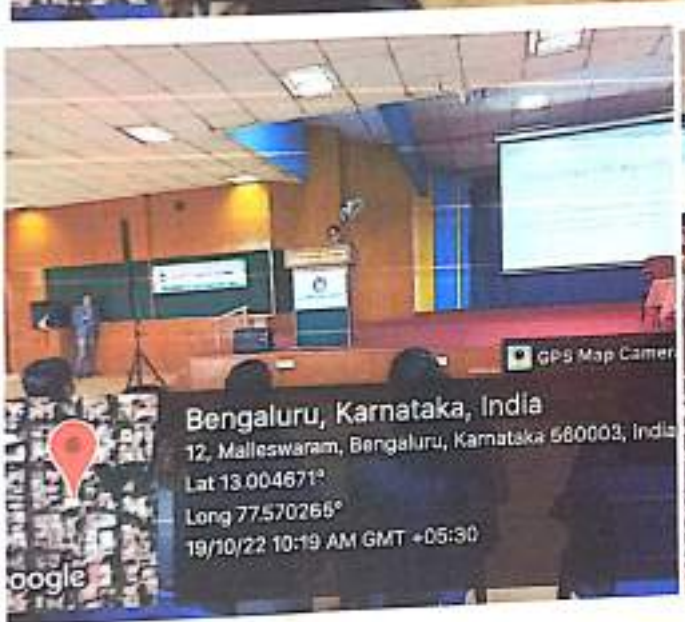 GPS Map Camer
Bengaluru, Karnataka, India
12, Malleswaram, Bengaluru, Karnataka 560003, India
Lat 13.004671°
Long 77.570265°
19/10/22 10:19 AM GMT +05:30
oogle